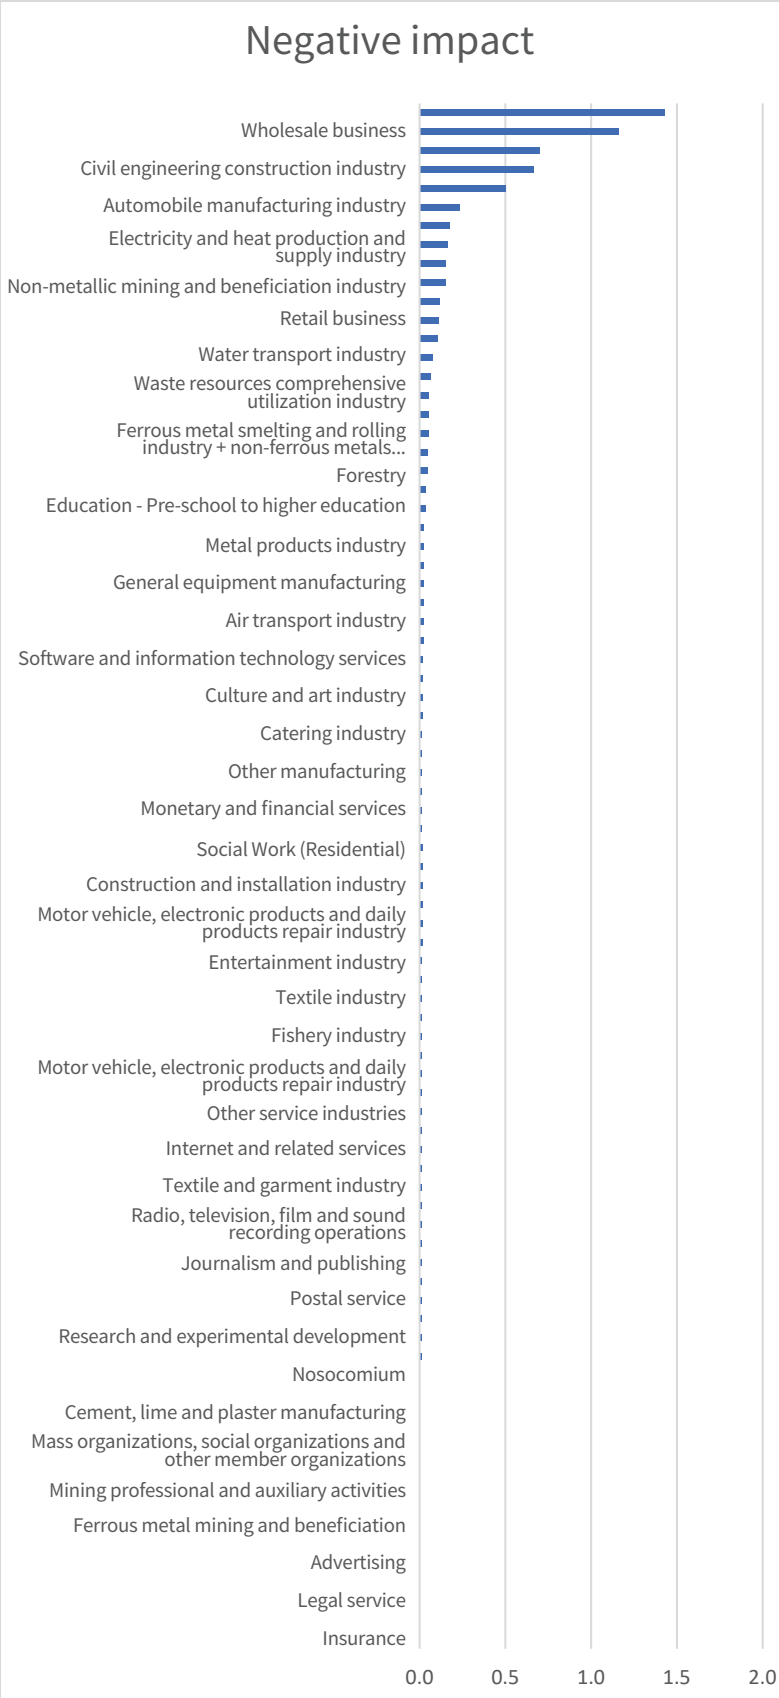 Negative impact
Wholesale business
Civil engineering construction industry
Automobile manufacturing industry
Electricity and heat production and
supply industry
Non-metallic mining and beneficiation industry
Retail business
Water transport industry
Waste resources comprehensive
utilization industry
Ferrous metal smelting and rolling
industry + non-ferrous metals...
Forestry
Education - Pre-school to higher education
Metal products industry
General equipment manufacturing
Air transport industry
Software and information technology services
Culture and art industry
Catering industry
Other manufacturing
Monetary and financial services
Social Work (Residential)
Construction and installation industry
Motor vehicle, electronic products and daily
products repair industry
Entertainment industry
Textile industry
Fishery industry
Motor vehicle, electronic products and daily
products repair industry
Other service industries
Internet and related services
Textile and garment industry
Radio, television, film and sound
recording operations
Journalism and publishing
Postal service
Research and experimental development
Nosocomium
Cement, lime and plaster manufacturing
Mass organizations, social organizations and
other member organizations
Mining professional and auxiliary activities
Ferrous metal mining and beneficiation
Advertising
Legal service
Insurance
0.0 0.5 1.0 1.5 2.0